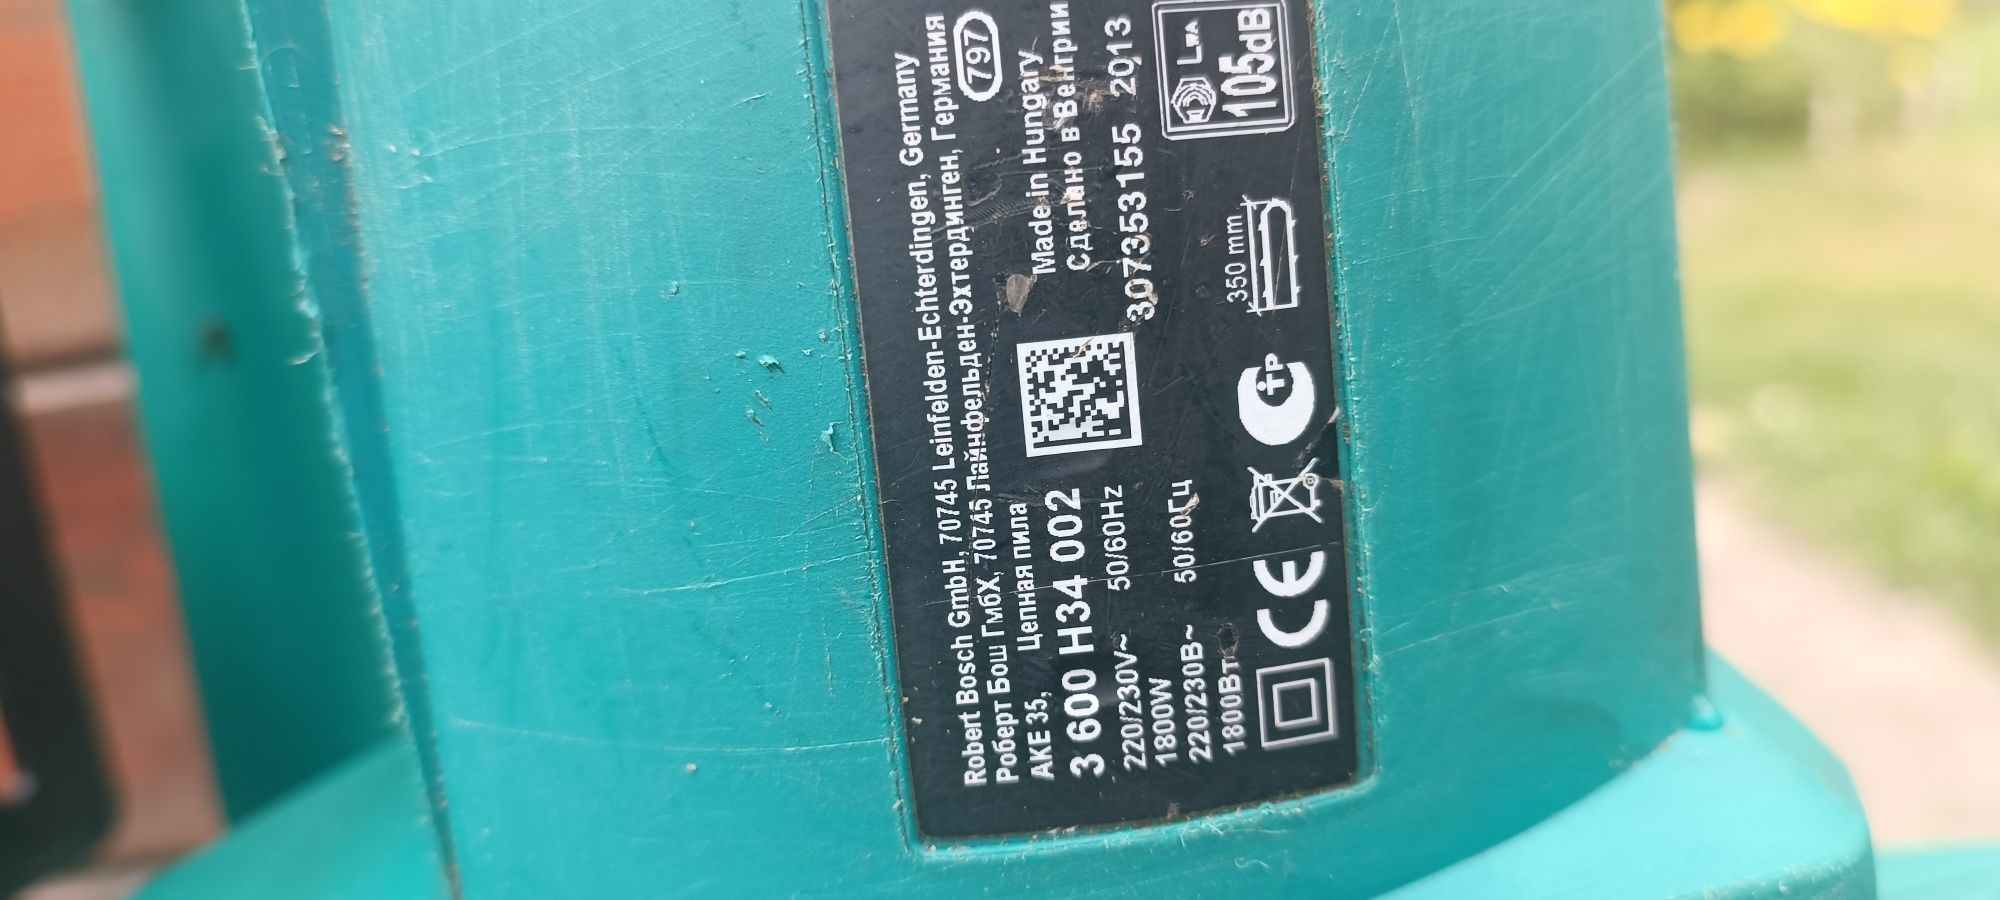 Robert Bosch GmbH, 70745 Leinfelden-Echterdingen, Germany
Роберт Бош ГмбХ, 70745 Лайнфельден-Эхтердинген, Германия
797
AKE 35, Цепная пила
3 600 H34 002
Made in Hungary
Сделано в Венгрии
220/230V~ 50/60Hz
1800W
307353155 2013
220/230В~ 50/60Гц
1800Вт
CE
350 mm
LWA
105dB